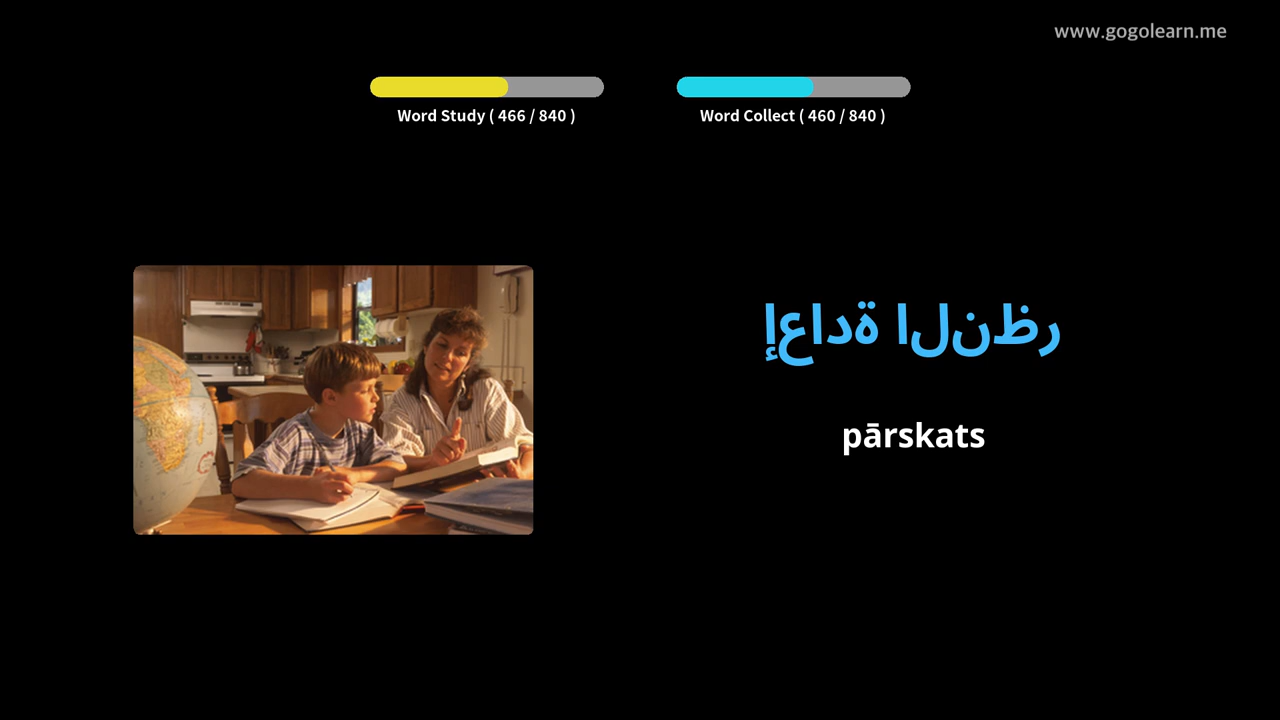 www.gogolearn.me
Word Study ( 466 / 840 )
Word Collect ( 460 / 840 )
إعادة النظر
pārskats